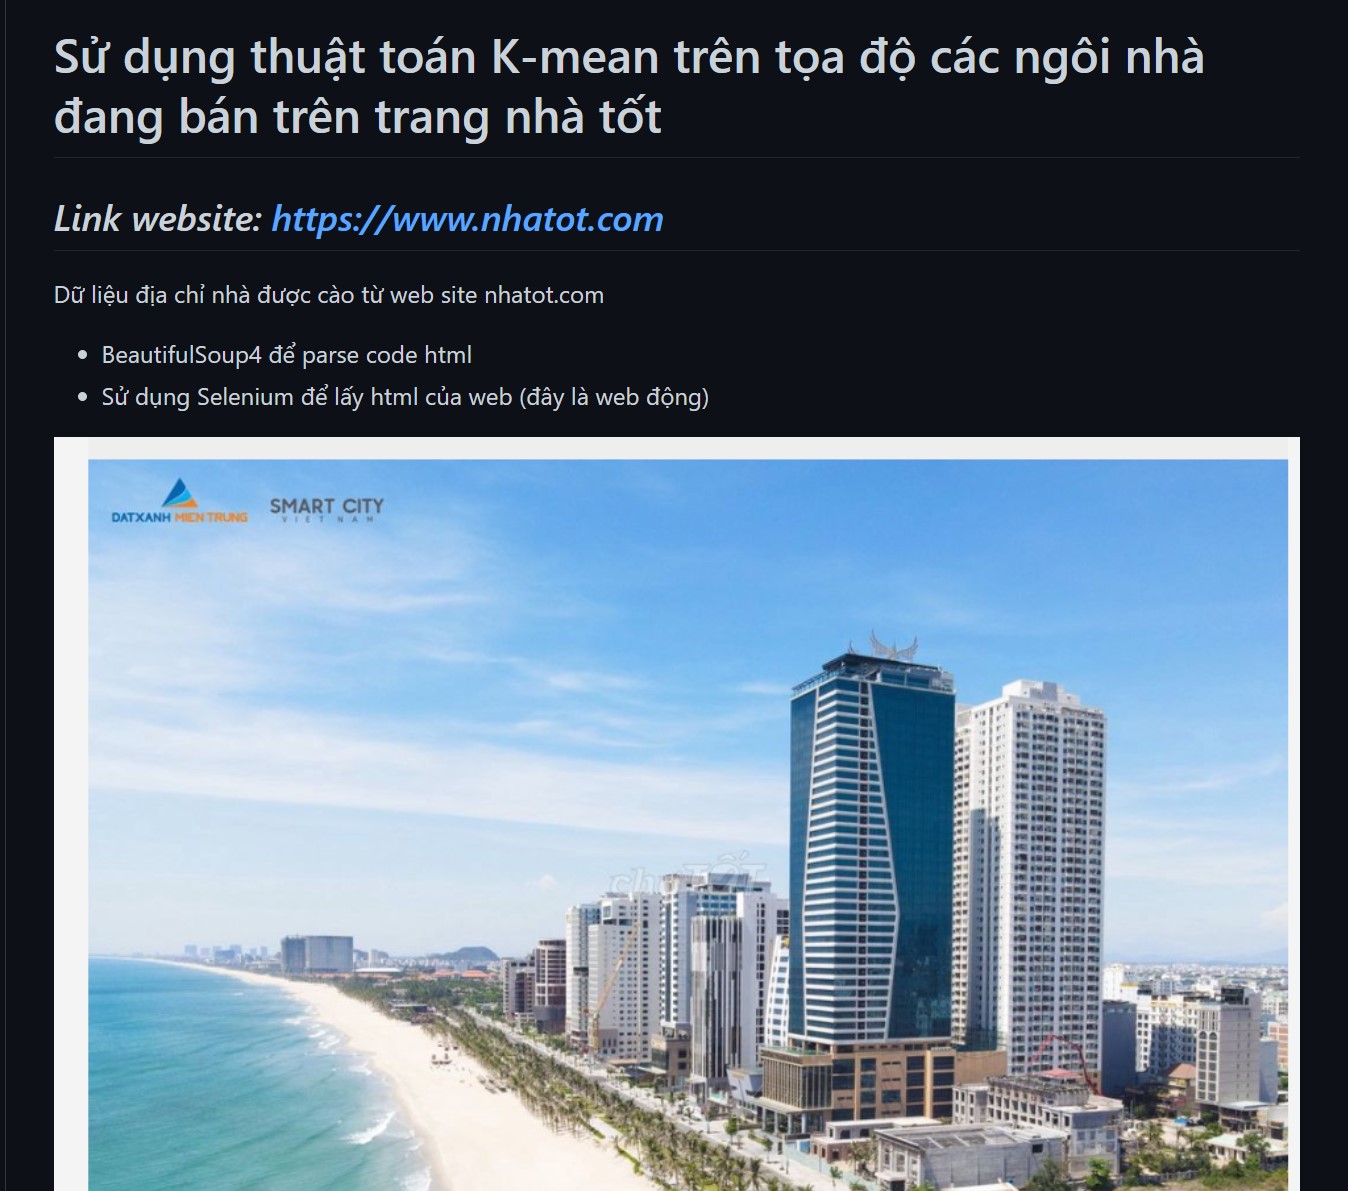 Sử dụng thuật toán K-mean trên tọa độ các ngôi nhà
đang bán trên trang nhà tốt
Link website: https://www.nhatot.com
Dữ liệu địa chỉ nhà được cào từ web site nhatot.com
BeautifulSoup4 để parse code html
Sử dụng Selenium để lấy html của web (đây là web động)
DATXANH MIEN TRUNG
SMART CITY
VIET NAM
chợTỐT